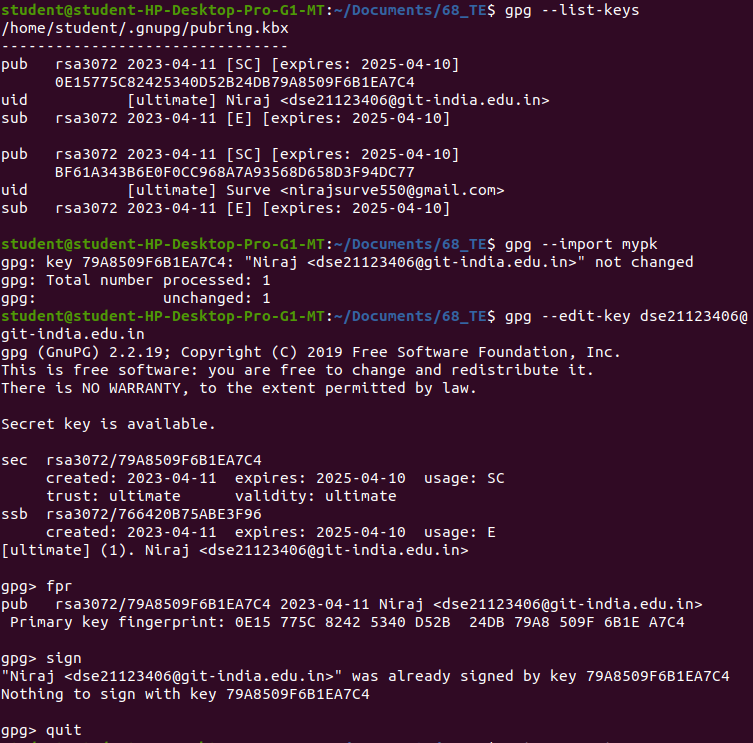 student@student-HP-Desktop-Pro-G1-MT:~/Documents/68_TE$ gpg --list-keys
/home/student/.gnupg/pubring.kbx
--------------------------------
pub   rsa3072 2023-04-11 [SC] [expires: 2025-04-10]
      0E15775C82425340D52B24DB79A8509F6B1EA7C4
uid           [ultimate] Niraj <dse21123406@git-india.edu.in>
sub   rsa3072 2023-04-11 [E] [expires: 2025-04-10]

pub   rsa3072 2023-04-11 [SC] [expires: 2025-04-10]
      BF61A343B6E0F0CC968A7A93568D658D3F94DC77
uid           [ultimate] Surve <nirajsurve550@gmail.com>
sub   rsa3072 2023-04-11 [E] [expires: 2025-04-10]

student@student-HP-Desktop-Pro-G1-MT:~/Documents/68_TE$ gpg --import mypk
gpg: key 79A8509F6B1EA7C4: "Niraj <dse21123406@git-india.edu.in>" not changed
gpg: Total number processed: 1
gpg:              unchanged: 1
student@student-HP-Desktop-Pro-G1-MT:~/Documents/68_TE$ gpg --edit-key dse21123406@
git-india.edu.in
gpg (GnuPG) 2.2.19; Copyright (C) 2019 Free Software Foundation, Inc.
This is free software: you are free to change and redistribute it.
There is NO WARRANTY, to the extent permitted by law.

Secret key is available.

sec  rsa3072/79A8509F6B1EA7C4
     created: 2023-04-11  expires: 2025-04-10  usage: SC
     trust: ultimate      validity: ultimate
ssb  rsa3072/766420B75ABE3F96
     created: 2023-04-11  expires: 2025-04-10  usage: E
[ultimate] (1). Niraj <dse21123406@git-india.edu.in>

gpg> fpr
pub   rsa3072/79A8509F6B1EA7C4 2023-04-11 Niraj <dse21123406@git-india.edu.in>
 Primary key fingerprint: 0E15 775C 8242 5340 D52B  24DB 79A8 509F 6B1E A7C4

gpg> sign
"Niraj <dse21123406@git-india.edu.in>" was already signed by key 79A8509F6B1EA7C4
Nothing to sign with key 79A8509F6B1EA7C4

gpg> quit